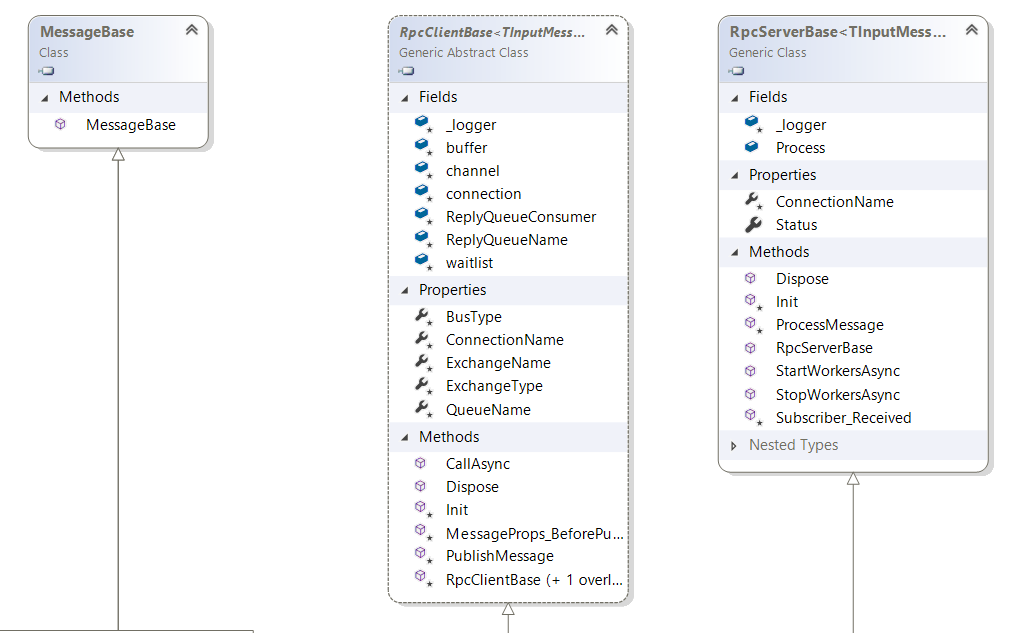 MessageBase
Class
Methods
MessageBase
RpcClientBase<TInputMess...
Generic Abstract Class
Fields
_logger
buffer
channel
connection
ReplyQueueConsumer
ReplyQueueName
waitlist
Properties
BusType
ConnectionName
ExchangeName
ExchangeType
QueueName
Methods
CallAsync
Dispose
Init
MessageProps_BeforePu...
PublishMessage
RpcClientBase (+ 1 overl...
RpcServerBase<TInputMess...
Generic Class
Fields
_logger
Process
Properties
ConnectionName
Status
Methods
Dispose
Init
ProcessMessage
RpcServerBase
StartWorkersAsync
StopWorkersAsync
Subscriber_Received
Nested Types